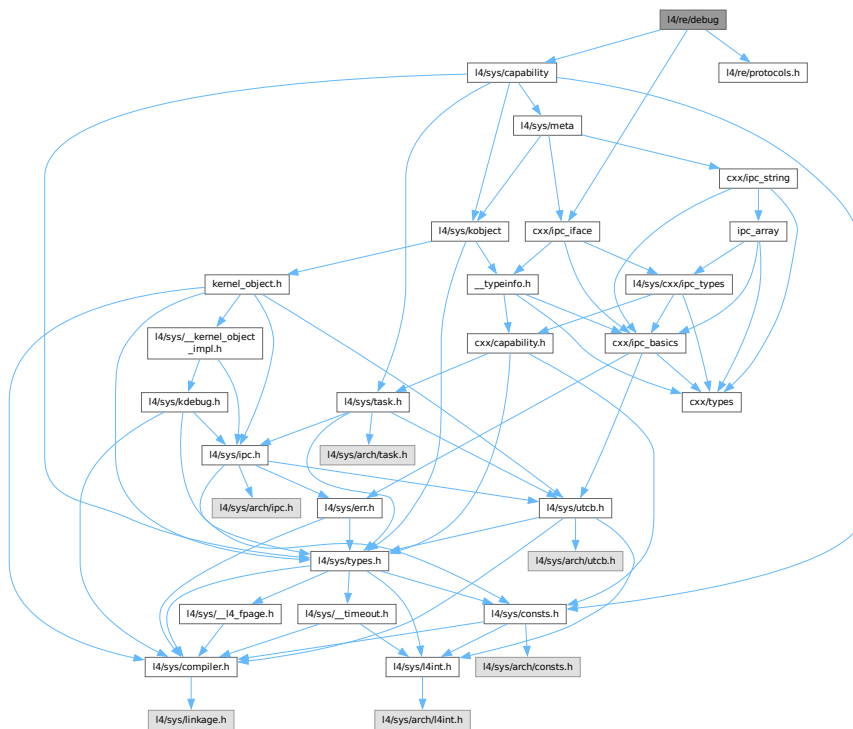 l4/re/debug
l4/sys/capability
l4/re/protocols.h
l4/sys/meta
cxx/ipc_string
l4/sys/kobject
cxx/ipc_iface
ipc_array
kernel_object.h
__typeinfo.h
l4/sys/cxx/ipc_types
l4/sys/__kernel_object
_impl.h
cxx/capability.h
cxx/ipc_basics
l4/sys/kdebug.h
l4/sys/task.h
cxx/types
l4/sys/ipc.h
l4/sys/arch/task.h
l4/sys/arch/ipc.h
l4/sys/err.h
l4/sys/utcb.h
l4/sys/types.h
l4/sys/arch/utcb.h
l4/sys/__l4_fpage.h
l4/sys/__timeout.h
l4/sys/consts.h
l4/sys/compiler.h
l4/sys/l4int.h
l4/sys/arch/consts.h
l4/sys/linkage.h
l4/sys/arch/l4int.h